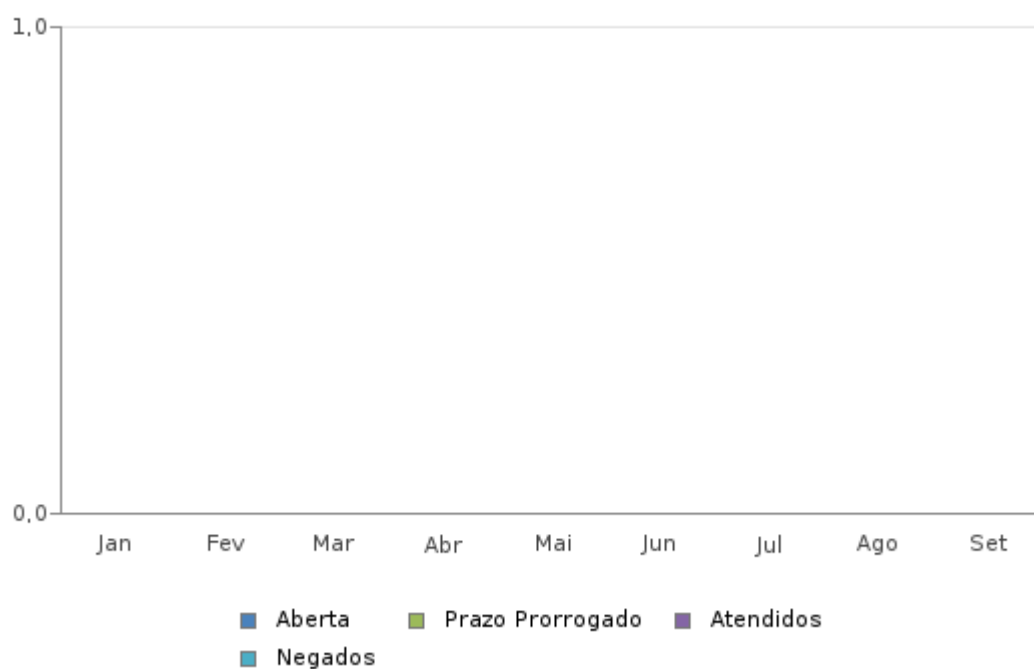 1,0
0,0
Jan Fev Mar Abr Mai Jun Jul Ago Set
Aberta Prazo Prorrogado Atendidos
Negados